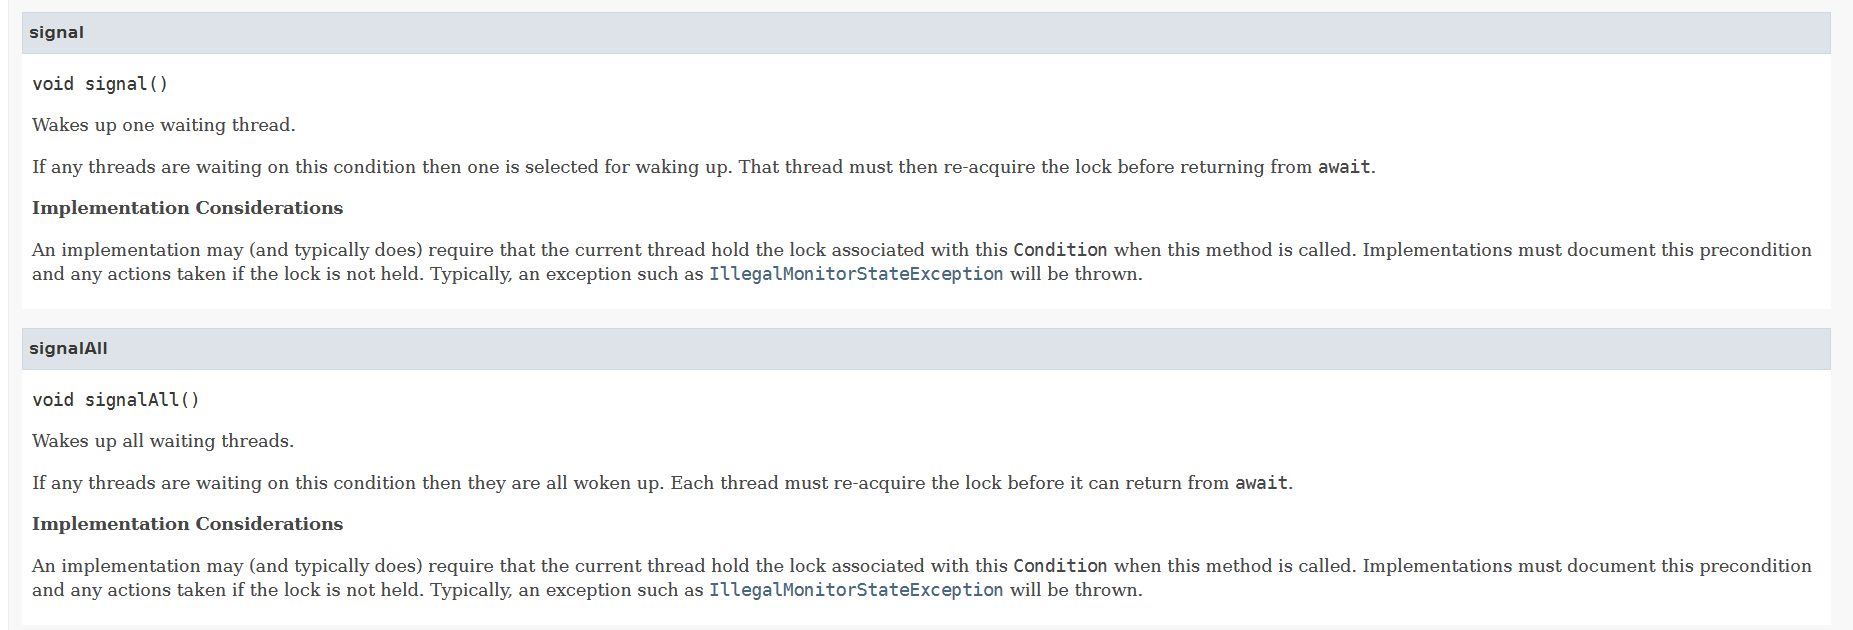 signal
void signal()
Wakes up one waiting thread.
If any threads are waiting on this condition then one is selected for waking up. That thread must then re-acquire the lock before returning from await.
Implementation Considerations
An implementation may (and typically does) require that the current thread hold the lock associated with this Condition when this method is called. Implementations must document this precondition
and any actions taken if the lock is not held. Typically, an exception such as IllegalMonitorStateException will be thrown.
signalAll
void signalAll()
Wakes up all waiting threads.
If any threads are waiting on this condition then they are all woken up. Each thread must re-acquire the lock before it can return from await.
Implementation Considerations
An implementation may (and typically does) require that the current thread hold the lock associated with this Condition when this method is called. Implementations must document this precondition
and any actions taken if the lock is not held. Typically, an exception such as IllegalMonitorStateException will be thrown.